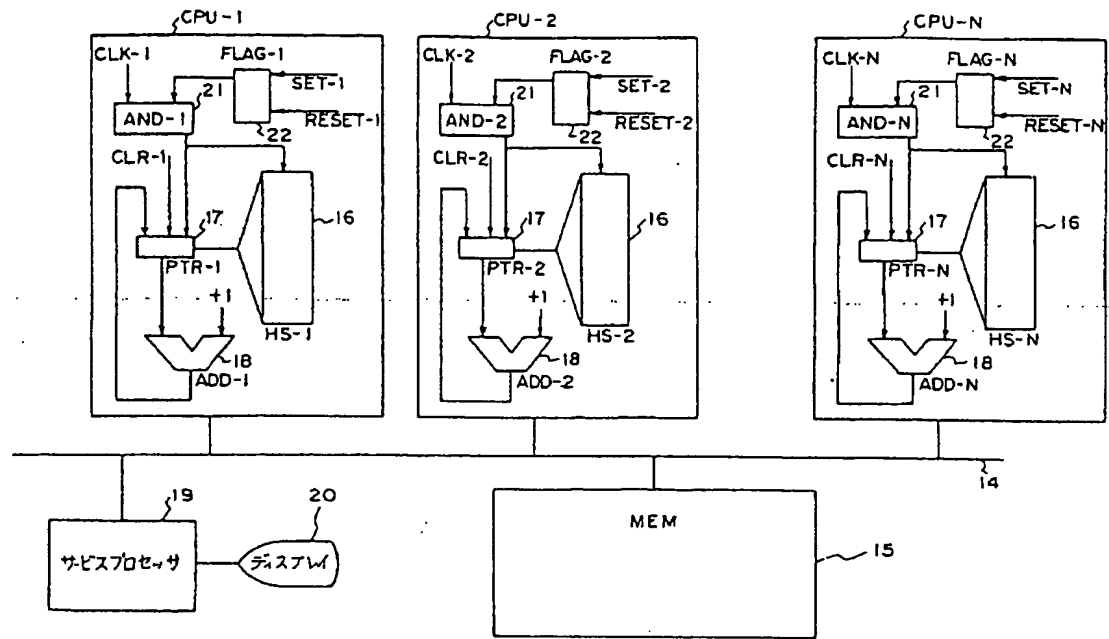 CPU-1
CLK-1
FLAG-1
SET-1
21
AND-1
RESET-1
22
CLR-1
16
17
PTR-1
+1
HS-1
18
ADD-1
CPU-2
CLK-2
FLAG-2
SET-2
21
AND-2
RESET-2
22
CLR-2
16
17
PTR-2
+1
HS-2
18
ADD-2
CPU-N
CLK-N
FLAG-N
SET-N
21
AND-N
RESET-N
22
CLR-N
16
17
PTR-N
+1
HS-N
18
ADD-N
14
19
サービスプロセッサ
20
ディスプレイ
MEM
15